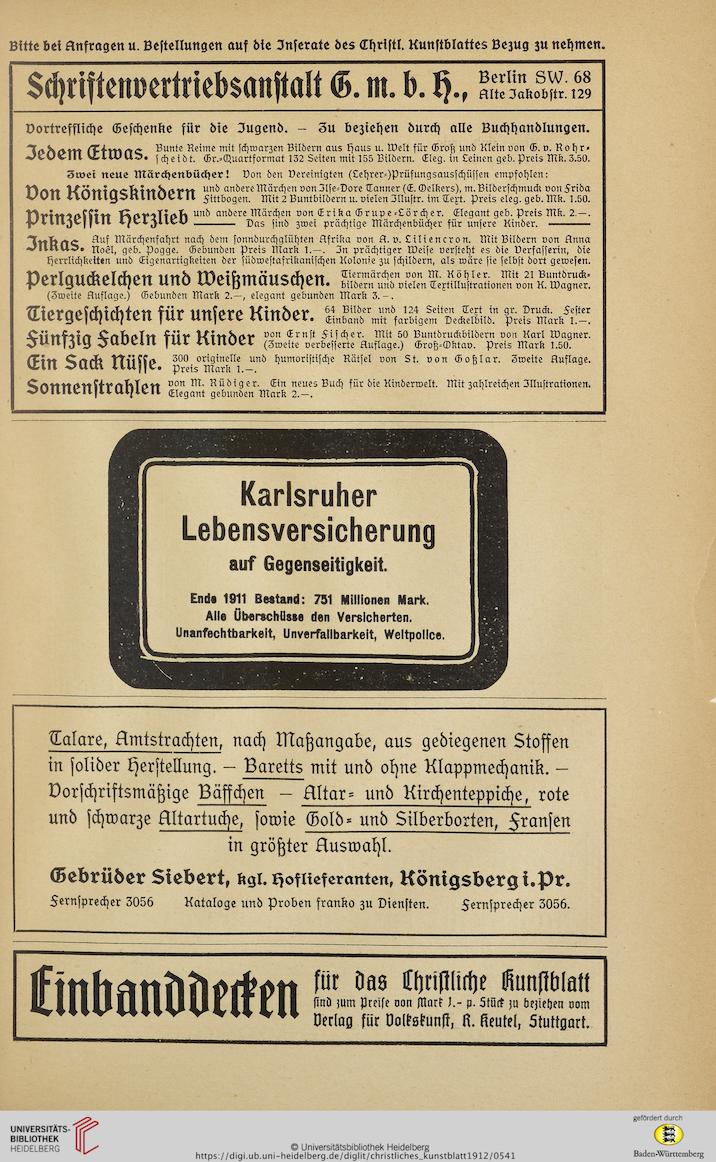 Bitte bei Anfragen u. Bestellungen auf die Inserate des Christl. Kunstblattes Bezug zu nehmen.
Schriftenvertriebsanstalt G. m. b. H., Berlin SW. 68
Alte Jakobstr. 129
Vortreffliche Geschenke für die Jugend. — Zu beziehen durch alle Buchhandlungen.
Jedem Etwas. Bunte Reime mit schwarzen Bildern aus Haus u. Welt für Groß und Klein von G. v. Rohr-
scheidt. Gr.-Quartformat 132 Seiten mit 155 Bildern. Eleg. in Leinen geb. Preis Mk. 3.50.
Zwei neue Märchenbücher! Von den Vereinigten (Lehrer-)Prüfungsausschüssen empfohlen:
Von Königskindern und andere Märchen von Ilse-Dore Tanner (E. Oelkers), m. Bilderschmuck von Frida
Fittbogen. Mit 2 Buntbildern u. vielen Illustr. im Text. Preis eleg. geb. Mk. 1.50.
Prinzessin Herzlieb und andere Märchen von Erika Grupe-Lörcher. Elegant geb. Preis Mk. 2.—.
Das sind zwei prächtige Märchenbücher für unsere Kinder.
Inkas. Auf Märchenfahrt nach dem sonndurchglühten Afrika von A. v. Liliencron. Mit Bildern von Anna
Noël, geb. Pogge. Gebunden Preis Mark 1.—. In prächtiger Weise versteht es die Verfasserin, die
Herrlichkeiten und Eigenartigkeiten der südwestafrikanischen Kolonie zu schildern, als wäre sie selbst dort gewesen.
Perlguckelchen und Weißmäuschen. Tiermärchen von M. Köhler. Mit 21 Buntdruck-
bildern und vielen Textillustrationen von K. Wagner.
(Zweite Auflage.) Gebunden Mark 2.—, elegant gebunden Mark 3.—.
Tiergeschichten für unsere Kinder. 64 Bilder und 124 Seiten Text in gr. Druck. Fester
Einband mit farbigem Deckelbild. Preis Mark 1.—.
Fünfzig Fabeln für Kinder von Ernst Fischer. Mit 50 Buntdruckbildern von Karl Wagner.
(Zweite verbesserte Auflage.) Groß-Oktav. Preis Mark 1.50.
Ein Sack Nüsse. 300 originelle und humoristische Rätsel von St. von Goßlar. Zweite Auflage.
Preis Mark 1.—.
Sonnenstrahlen von M. Rüdiger. Ein neues Buch für die Kinderwelt. Mit zahlreichen Illustrationen.
Elegant gebunden Mark 2.—.
Karlsruher
Lebensversicherung
auf Gegenseitigkeit.
Ende 1911 Bestand: 751 Millionen Mark.
Alle Überschüsse den Versicherten.
Unanfechtbarkeit, Unverfallbarkeit, Weltpolice.
Talare, Amtstrachten, nach Maßangabe, aus gediegenen Stoffen
in solider Herstellung. — Baretts mit und ohne Klappmechanik. —
Vorschriftsmäßige Bäffchen — Altar- und Kirchenteppiche, rote
und schwarze Altartuche, sowie Gold- und Silberborten, Fransen
in größter Auswahl.
Gebrüder Siebert, kgl. Hoflieferanten, Königsberg i. Pr.
Fernsprecher 3056 Kataloge und Proben franko zu Diensten. Fernsprecher 3056.
Einbanddecken für das Christliche Kunstblatt
sind zum Preise von Mark 1.- p. Stück zu beziehen vom
Verlag für Volkskunst, R. Keutel, Stuttgart.
UNIVERSITÄTS-
BIBLIOTHEK
HEIDELBERG
© Universitätsbibliothek Heidelberg
https://digi.ub.uni-heidelberg.de/diglit/christliches_kunstblatt1912/0541
gefördert durch
Baden-Württemberg